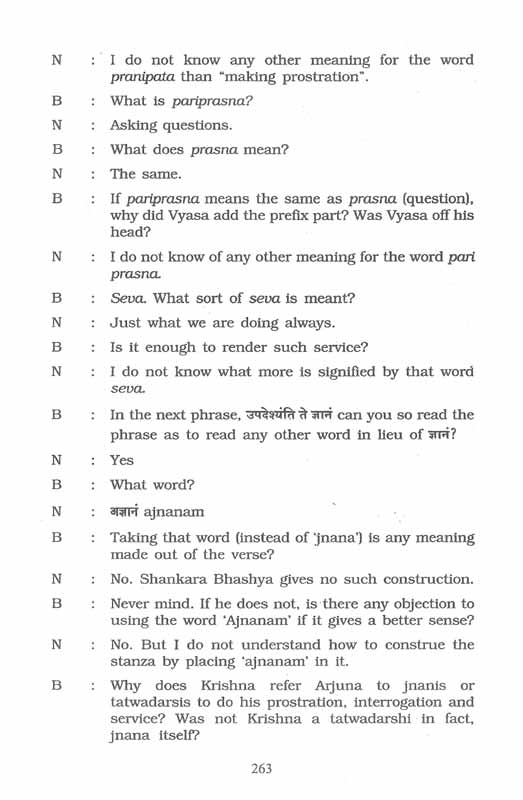 N : I do not know any other meaning for the word
pranipata than “making prostration”.
B : What is pariprasna?
N : Asking questions.
B : What does prasna mean?
N : The same.
B : If pariprasna means the same as prasna (question),
why did Vyasa add the prefix part? Was Vyasa off his
head?
N : I do not know of any other meaning for the word pari
prasna.
B : Seva. What sort of seva is meant?
N : Just what we are doing always.
B : Is it enough to render such service?
N : I do not know what more is signified by that word
seva.
B : In the next phrase, उपदेश्यंति ते ज्ञानं can you so read the
phrase as to read any other word in lieu of ज्ञानं?
N : Yes
B : What word?
N : अज्ञानं ajnanam
B : Taking that word (instead of ‘jnana’) is any meaning
made out of the verse?
N : No. Shankara Bhashya gives no such construction.
B : Never mind. If he does not, is there any objection to
using the word ‘Ajnanam’ if it gives a better sense?
N : No. But I do not understand how to construe the
stanza by placing ‘ajnanam’ in it.
B : Why does Krishna refer Arjuna to jnanis or
tatwadarsis to do his prostration, interrogation and
service? Was not Krishna a tatwadarshi in fact,
jnana itself?
263